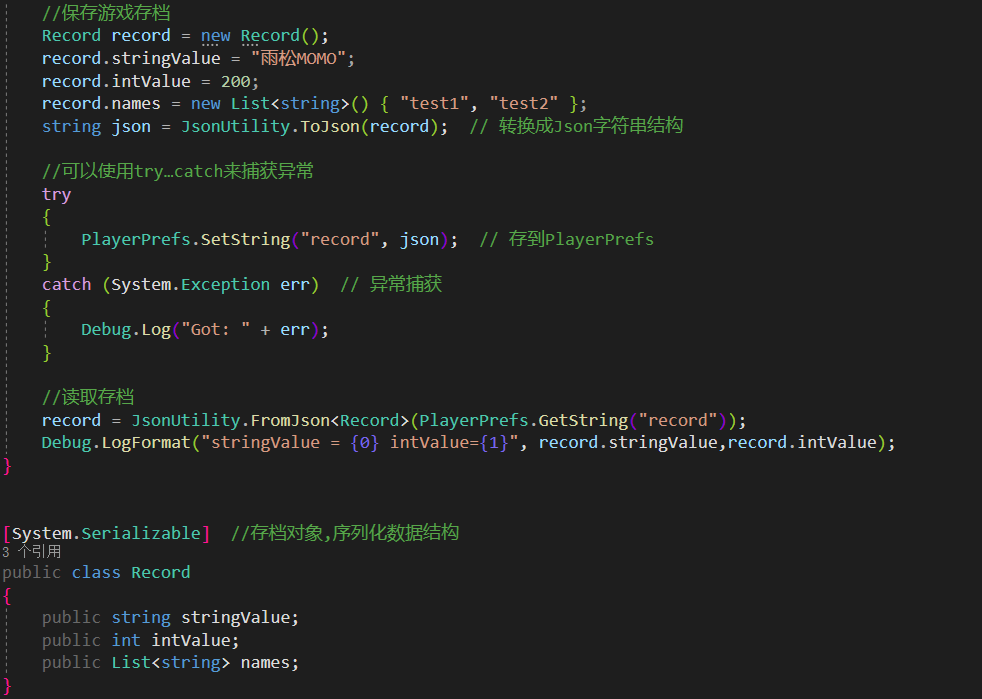 //保存游戏存档
Record record = new Record();
record.stringValue = "雨松MOMO";
record.intValue = 200;
record.names = new List<string>() { "test1", "test2" };
string json = JsonUtility.ToJson(record);  // 转换成Json字符串结构
//可以使用try…catch来捕获异常
try
{
PlayerPrefs.SetString("record", json);  // 存到PlayerPrefs
}
catch (System.Exception err)  // 异常捕获
{
Debug.Log("Got: " + err);
}
//读取存档
record = JsonUtility.FromJson<Record>(PlayerPrefs.GetString("record"));
Debug.LogFormat("stringValue = {0} intValue={1}", record.stringValue,record.intValue);
}
[System.Serializable]  //存档对象,序列化数据结构
3 个引用
public class Record
{
public string stringValue;
public int intValue;
public List<string> names;
}